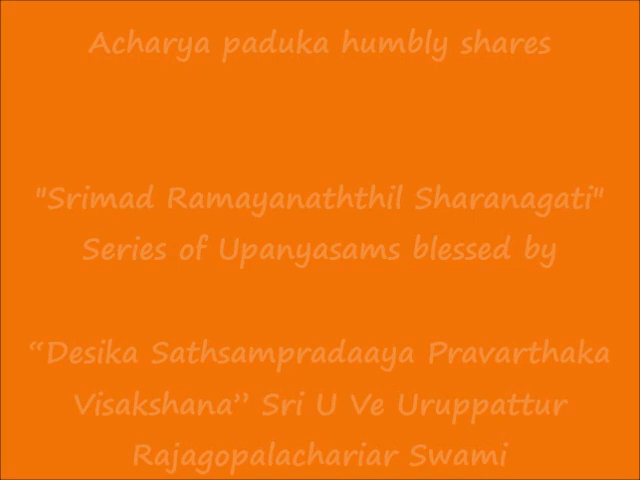 Acharya paduka humbly shares
"Srimad Ramayanaththil Sharanagati"
Series of Upanyasams blessed by
“Desika Sathsampradaaya Pravarthaka
Visakshana” Sri U Ve Uruppattur
Rajagopalachariar Swami